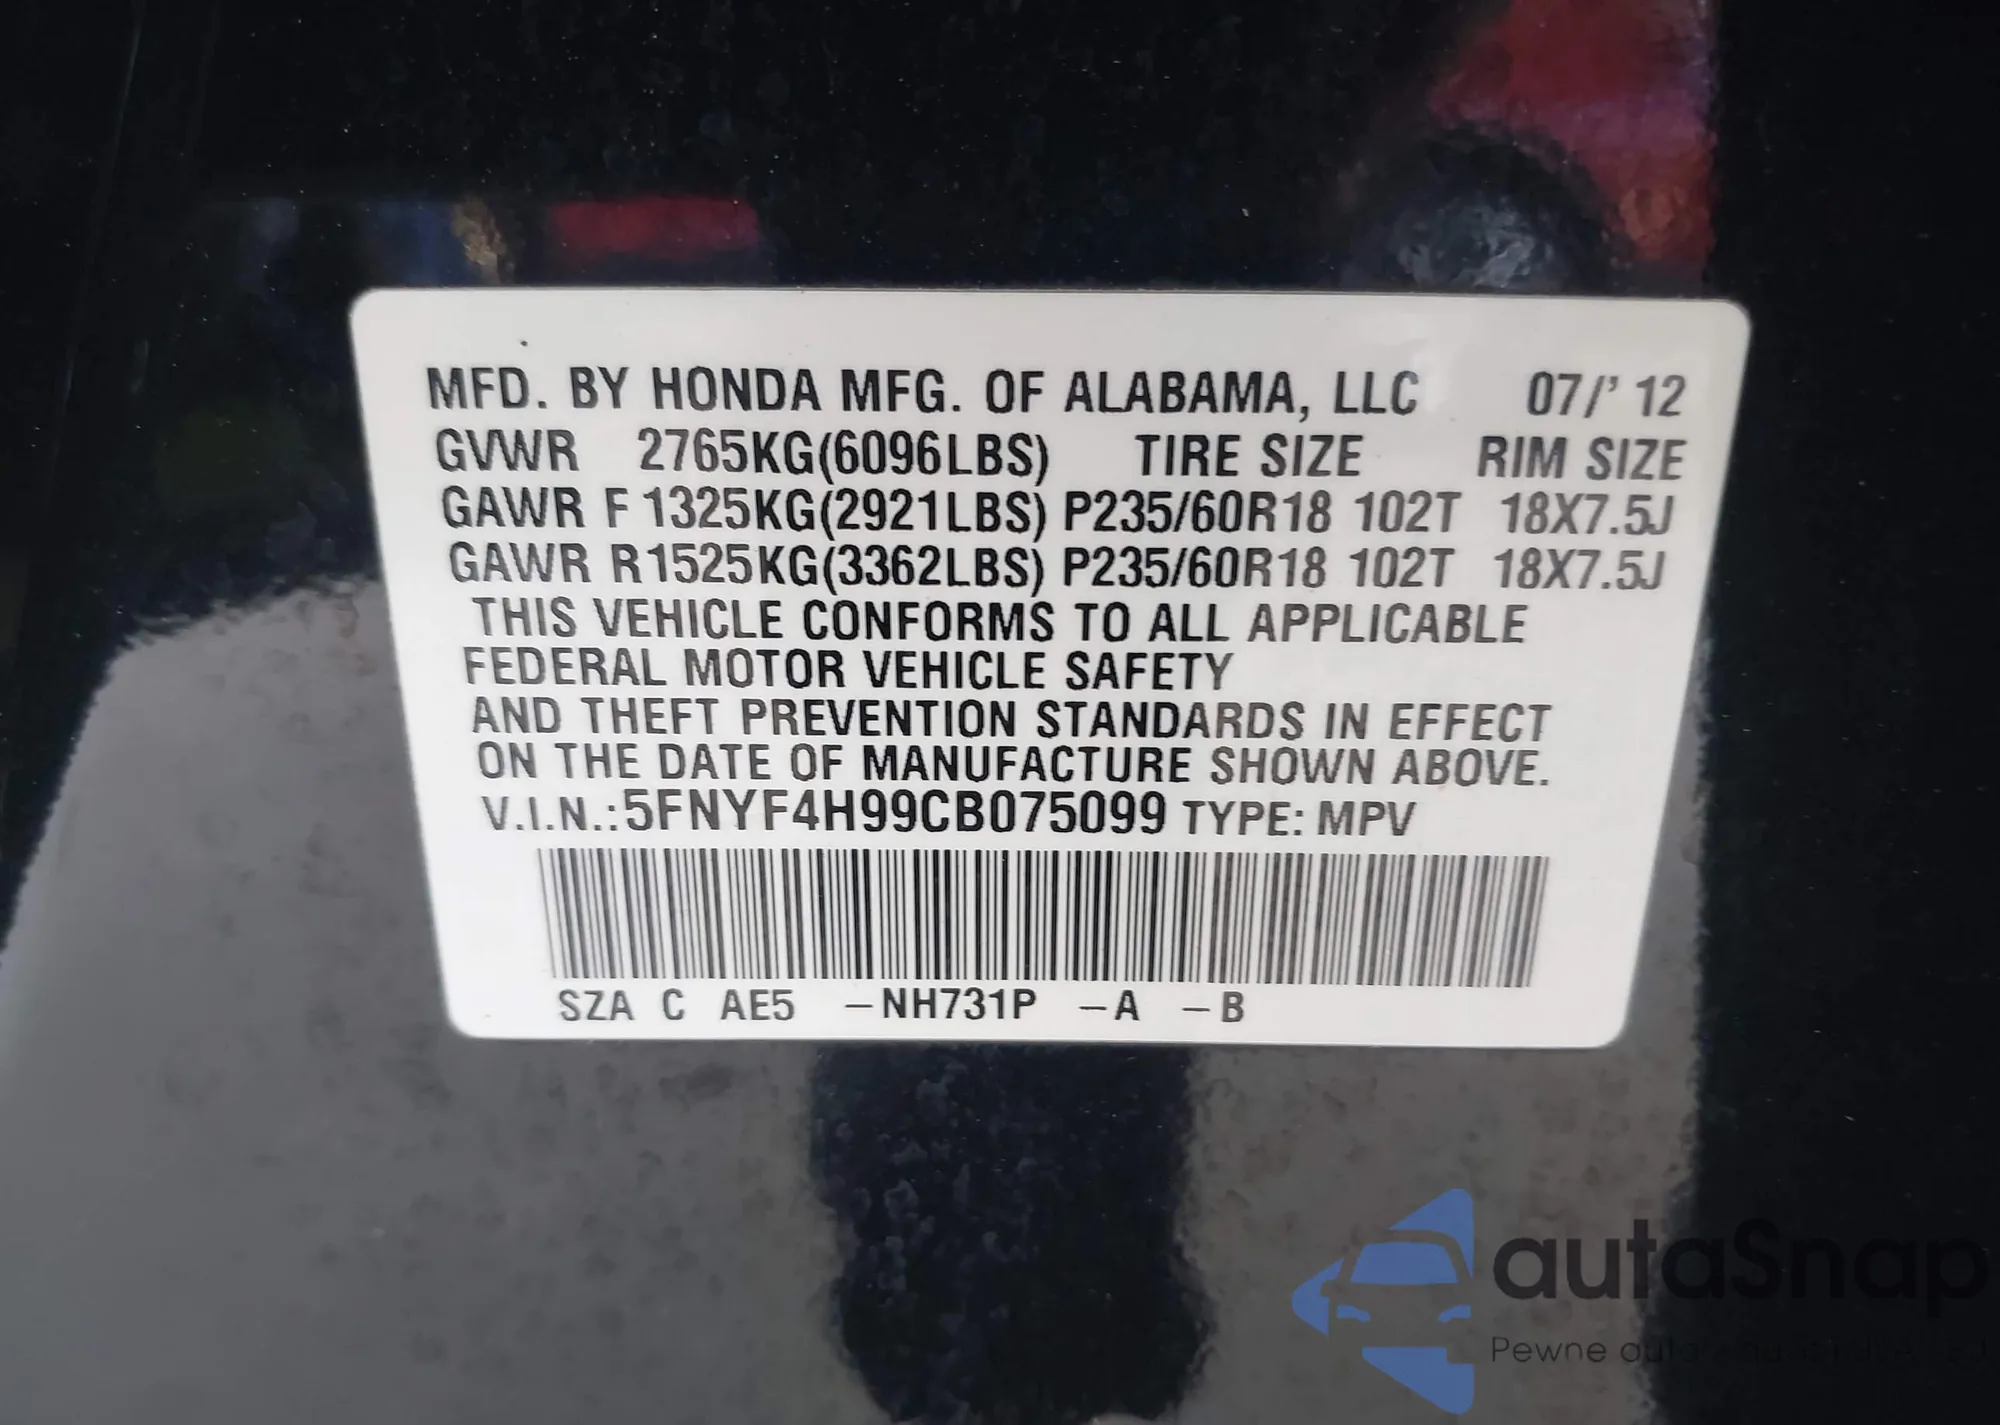 MFD. BY HONDA MFG. OF ALABAMA, LLC 07/' 12
GVWR 2765KG(6096LBS) TIRE SIZE RIM SIZE
GAWR F 1325KG(2921LBS) P235/60R18 102T 18X7.5J
GAWR R1525KG(3362LBS) P235/60R18 102T 18X7.5J
THIS VEHICLE CONFORMS TO ALL APPLICABLE
FEDERAL MOTOR VEHICLE SAFETY
AND THEFT PREVENTION STANDARDS IN EFFECT
ON THE DATE OF MANUFACTURE SHOWN ABOVE.
V.I.N.:5FNYF4H99CB075099 TYPE: MPV
SZA C AE5 -NH731P -A -B
autaSnap
Pewne